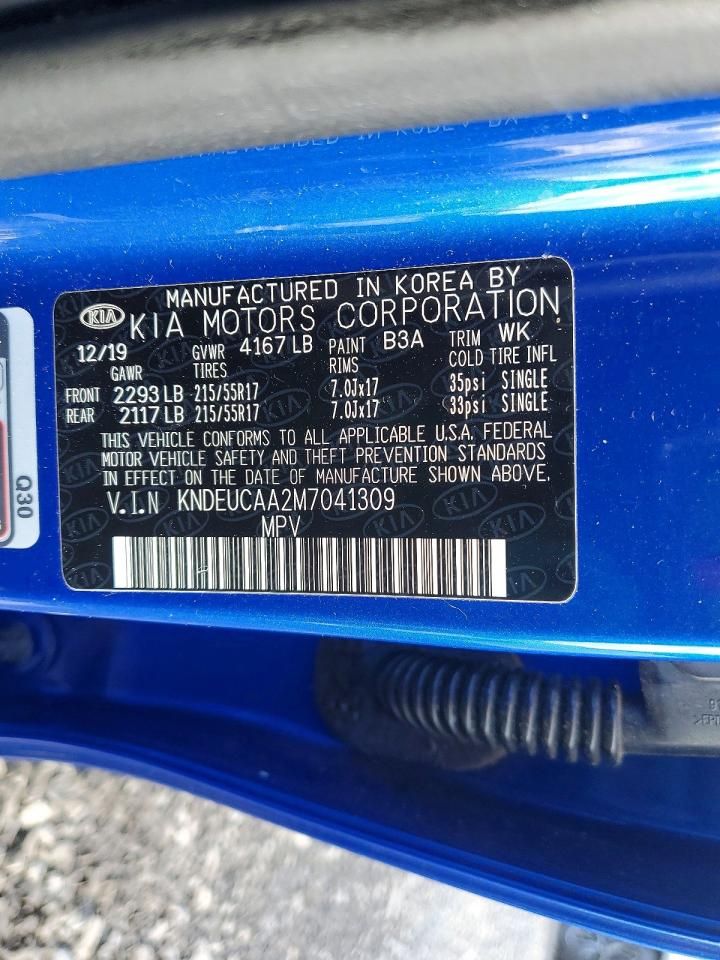 MANUFACTURED IN KOREA BY
KIA KIA MOTORS CORPORATION
12/19 GVWR 4167 LB PAINT B3A TRIM WK
GAWR TIRES RIMS COLD TIRE INFL
FRONT 2293 LB 215/55R17 7.0Jx17 35psi SINGLE
REAR 2117 LB 215/55R17 7.0Jx17 33psi SINGLE
THIS VEHICLE CONFORMS TO ALL APPLICABLE U.S.A. FEDERAL
MOTOR VEHICLE SAFETY AND THEFT PREVENTION STANDARDS
IN EFFECT ON THE DATE OF MANUFACTURE SHOWN ABOVE.
V.I.N KNDEUCAA2M7041309
MPV
Q30